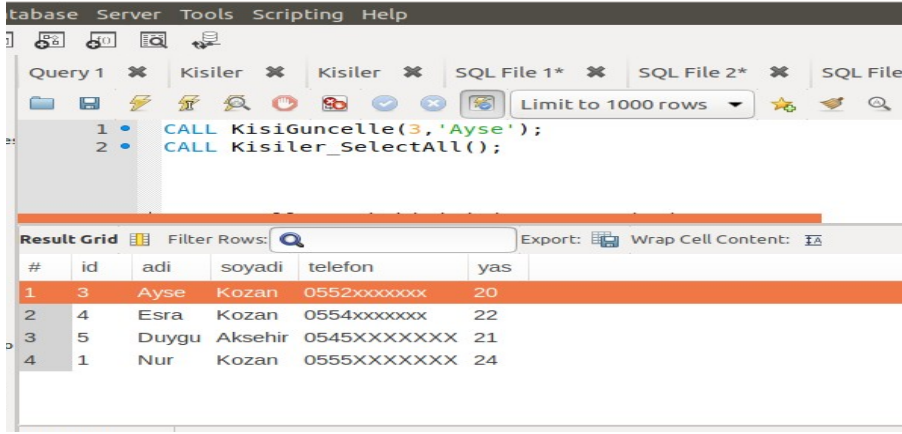 tabase Server Tools Scripting Help
Query 1 Kisiler Kisiler SQL File 1* SQL File 2* SQL File
Limit to 1000 rows
1 CALL KisiGuncelle(3,'Ayse');
2 CALL Kisiler_SelectAll();
Result Grid Filter Rows: Export: Wrap Cell Content:
# id adi soyadi telefon yas
1 3 Ayse Kozan 0552xxxxxxx 20
2 4 Esra Kozan 0554xxxxxxx 22
3 5 Duygu Aksehir 0545XXXXXXX 21
4 1 Nur Kozan 0555XXXXXXX 24